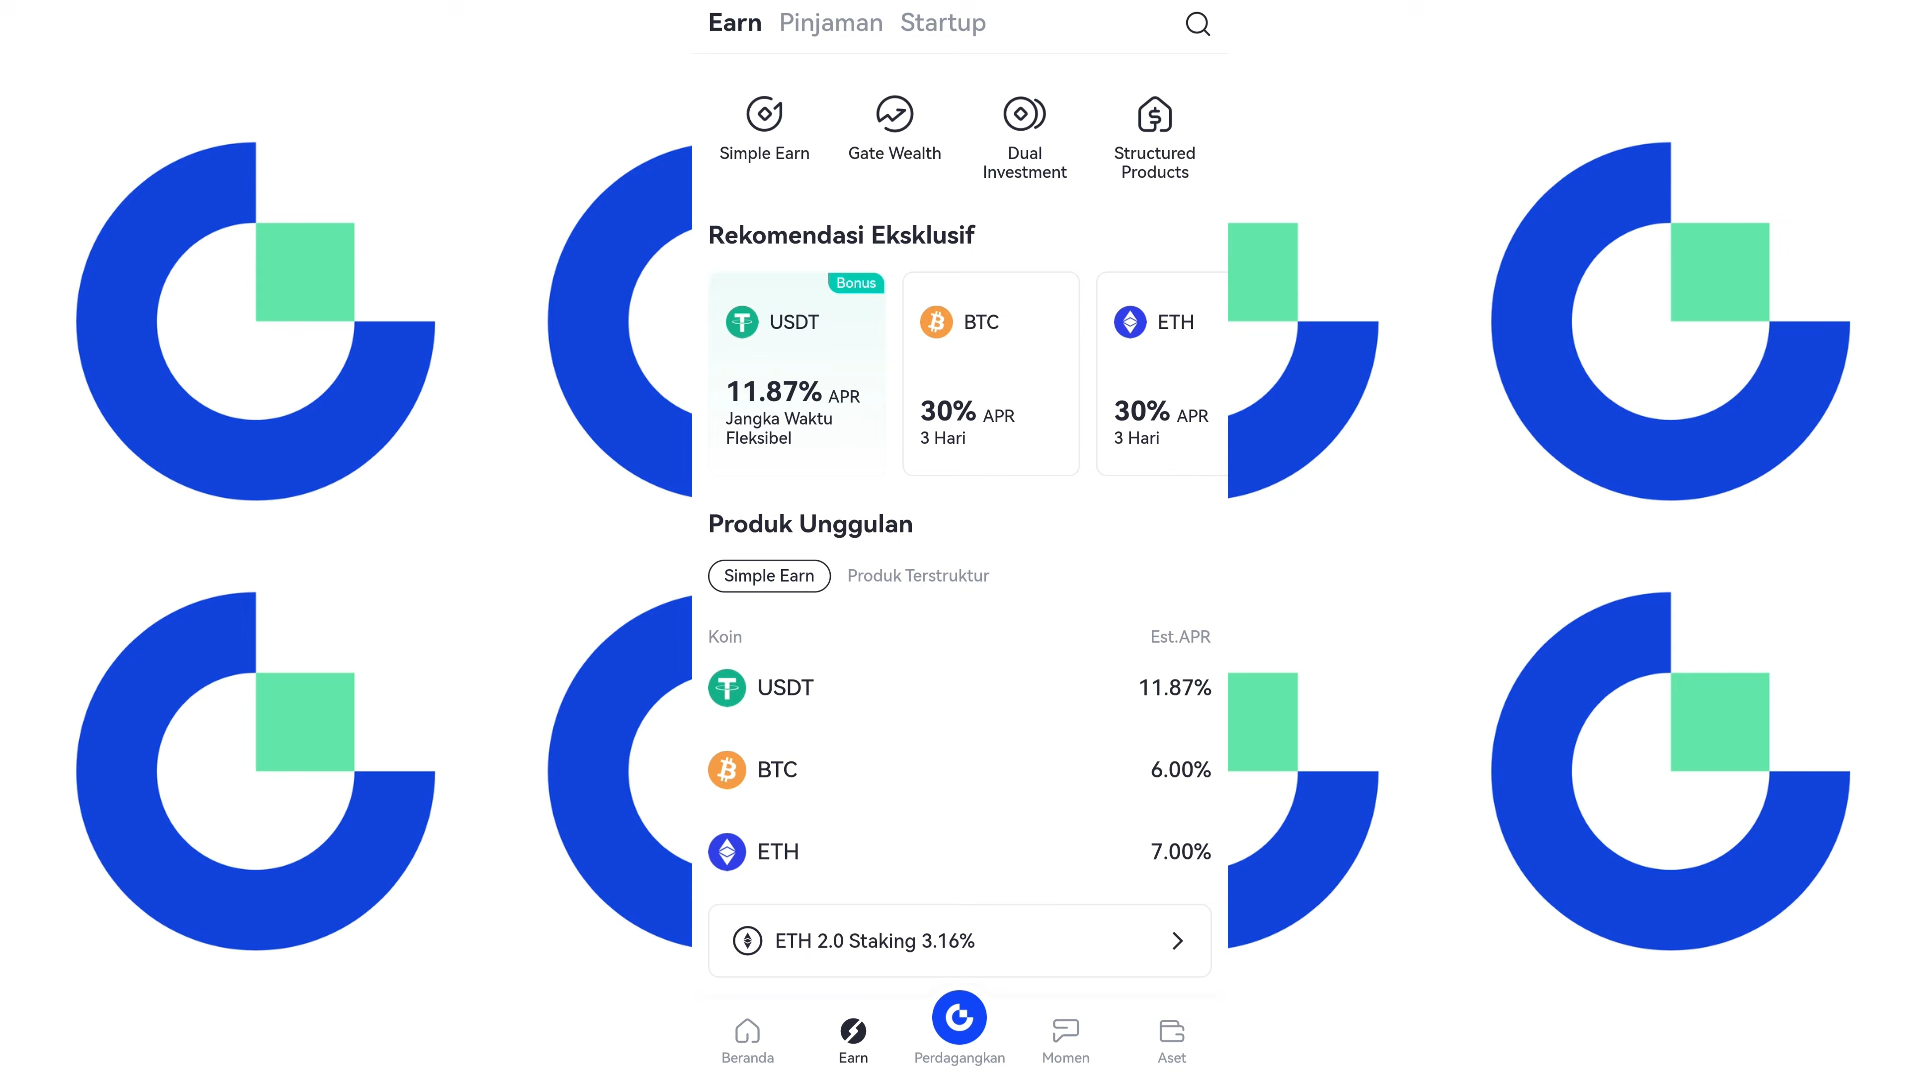 Earn Pinjaman Startup
Simple Earn
Gate Wealth
Dual
Investment
Structured
Products
Rekomendasi Eksklusif
Bonus
USDT
11.87% APR
Jangka Waktu
Fleksibel
BTC
30% APR
3 Hari
ETH
30% APR
3 Hari
Produk Unggulan
Simple Earn
Produk Terstruktur
Koin
Est.APR
USDT
11.87%
BTC
6.00%
ETH
7.00%
ETH 2.0 Staking 3.16%
Beranda
Earn
Perdagangkan
Momen
Aset